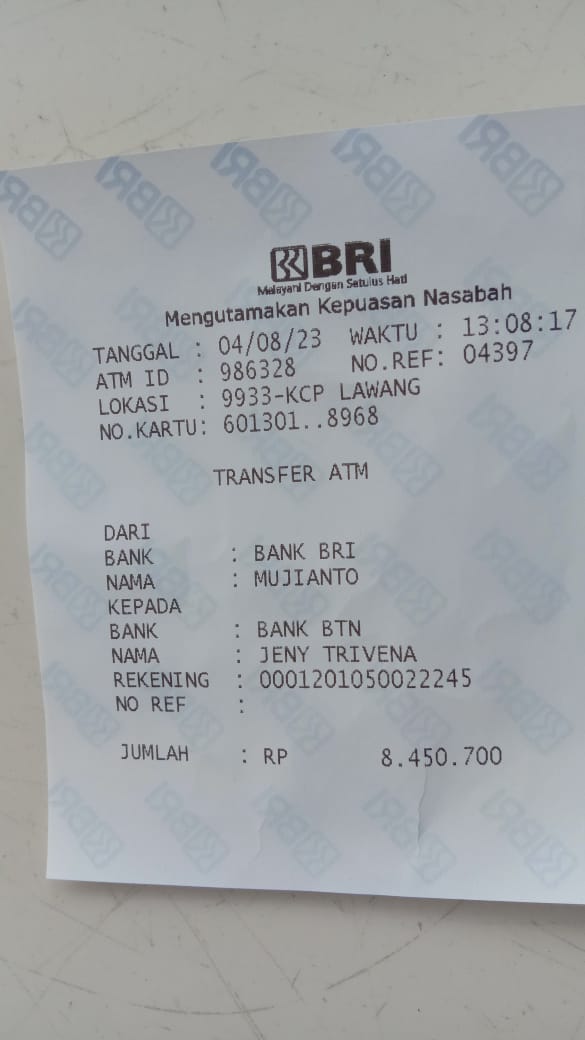 BRI
Melayani Dengan Setulus Hati
Mengutamakan Kepuasan Nasabah
TANGGAL : 04/08/23 WAKTU : 13:08:17
ATM ID : 986328 NO.REF: 04397
LOKASI : 9933-KCP LAWANG
NO.KARTU: 601301..8968
TRANSFER ATM
DARI
BANK : BANK BRI
NAMA : MUJIANTO
KEPADA
BANK : BANK BTN
NAMA : JENY TRIVENA
REKENING : 0001201050022245
NO REF :
JUMLAH : RP 8.450.700